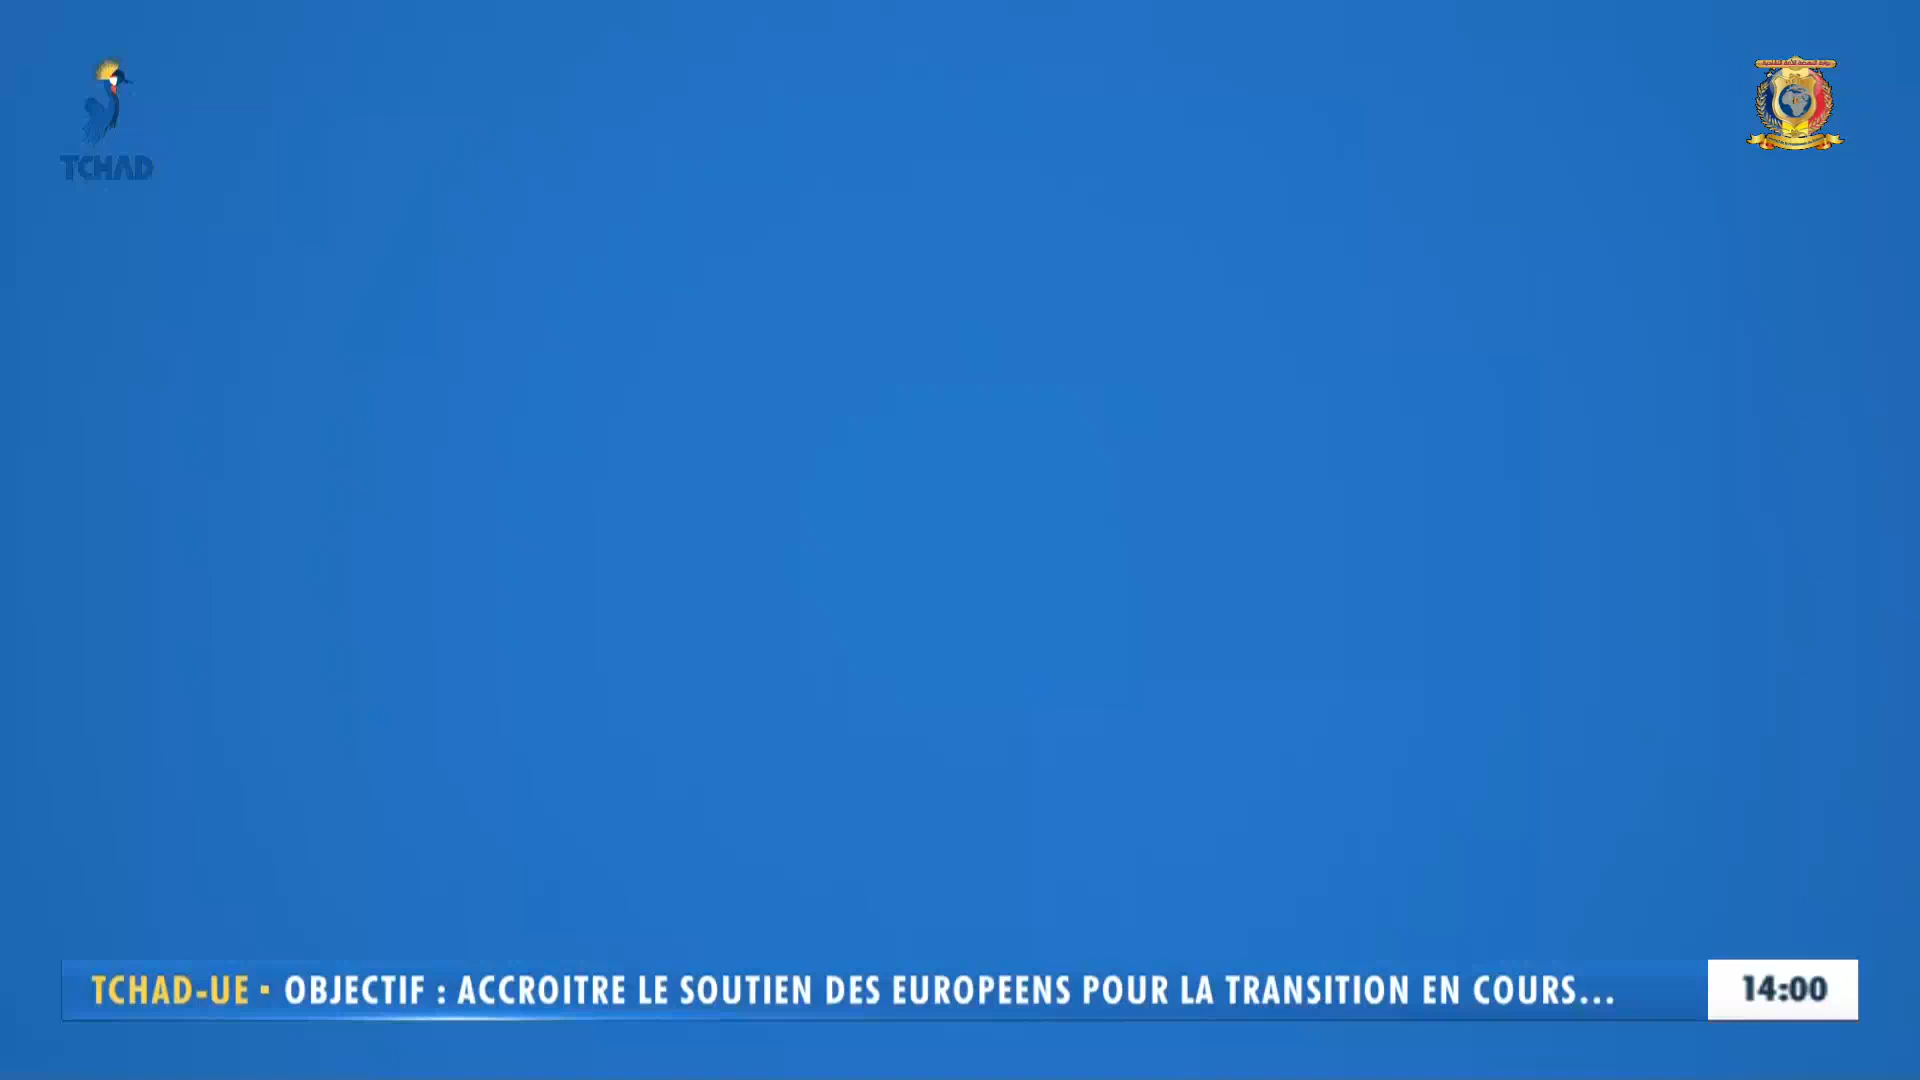 TCHAD
TCHAD-UE · OBJECTIF : ACCROITRE LE SOUTIEN DES EUROPEENS POUR LA TRANSITION EN COURS...
14:00